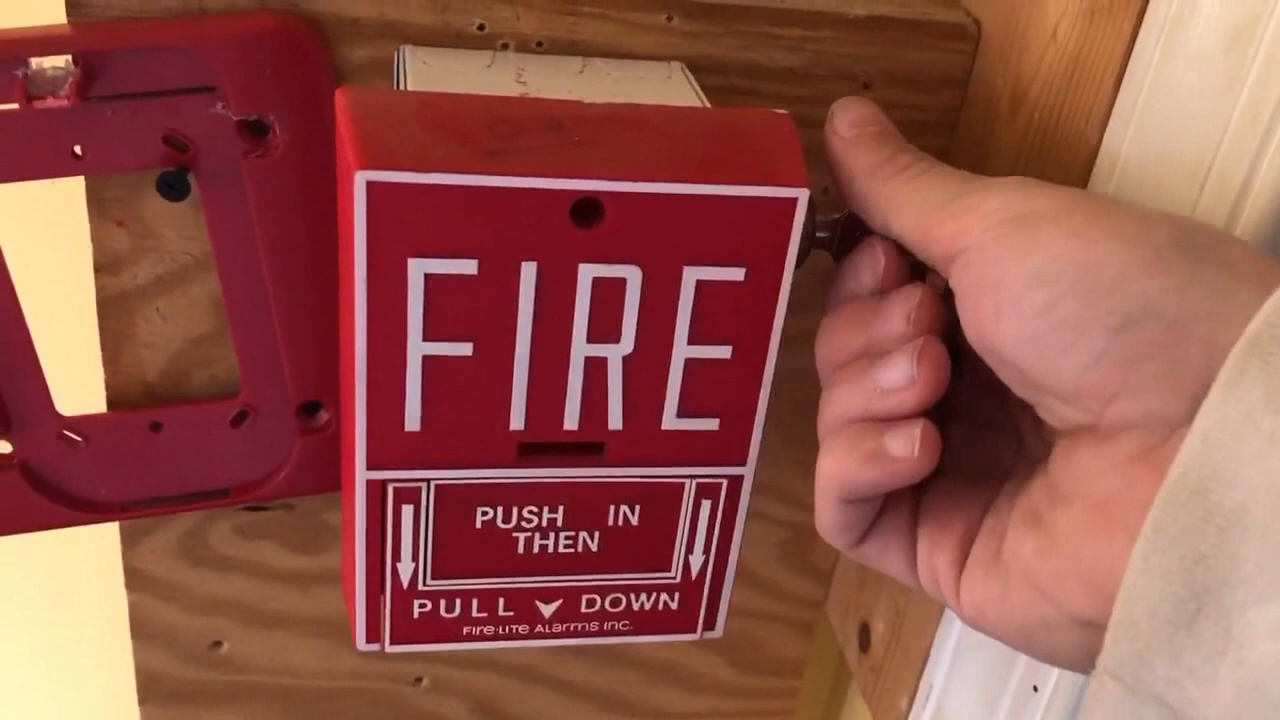 FIRE
PUSH IN
THEN
PULL DOWN
FIRE•LITE ALARMS INC.